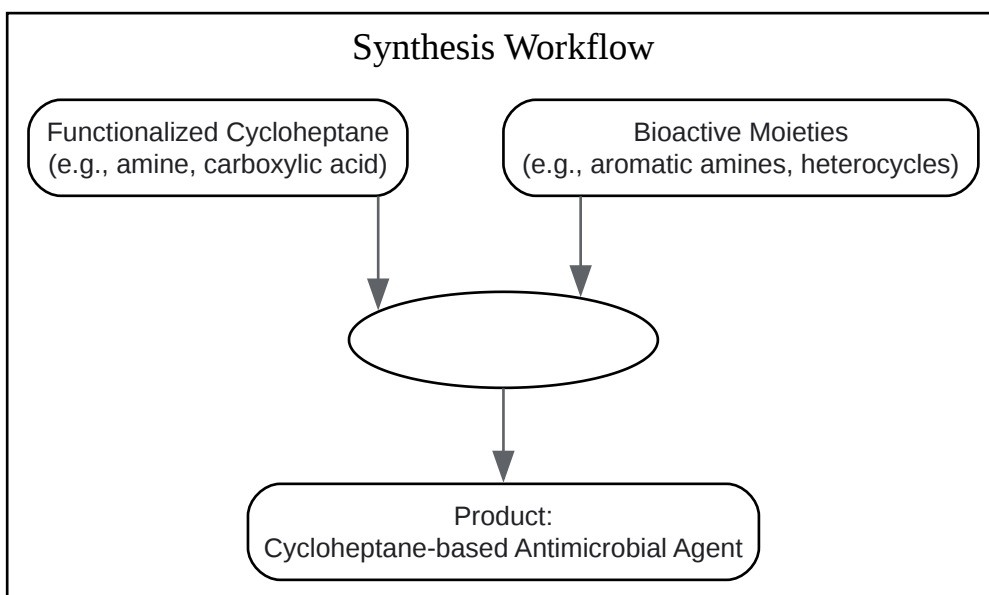 Synthesis Workflow
Functionalized Cycloheptane
(e.g., amine, carboxylic acid)
Bioactive Moieties
(e.g., aromatic amines, heterocycles)
Product:
Cycloheptane-based Antimicrobial Agent